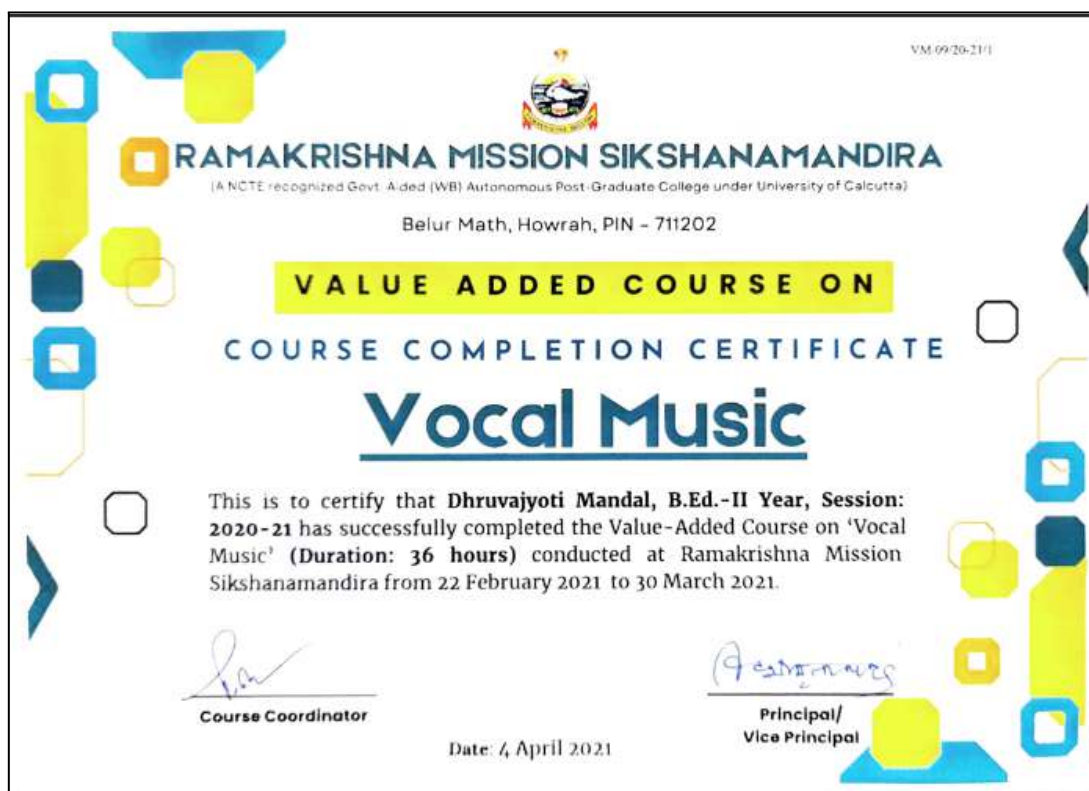 VM/09/20-21/1
RAMAKRISHNA MISSION SIKSHANAMANDIRA
(A NCTE recognized Govt. Aided (WB) Autonomous Post-Graduate College under University of Calcutta)
Belur Math, Howrah, PIN – 711202
VALUE ADDED COURSE ON
COURSE COMPLETION CERTIFICATE
Vocal Music
This is to certify that Dhruvajyoti Mandal, B.Ed.-II Year, Session:
2020-21 has successfully completed the Value-Added Course on ‘Vocal
Music’ (Duration: 36 hours) conducted at Ramakrishna Mission
Sikshanamandira from 22 February 2021 to 30 March 2021.
Course Coordinator
Principal/
Vice Principal
Date: 4 April 2021